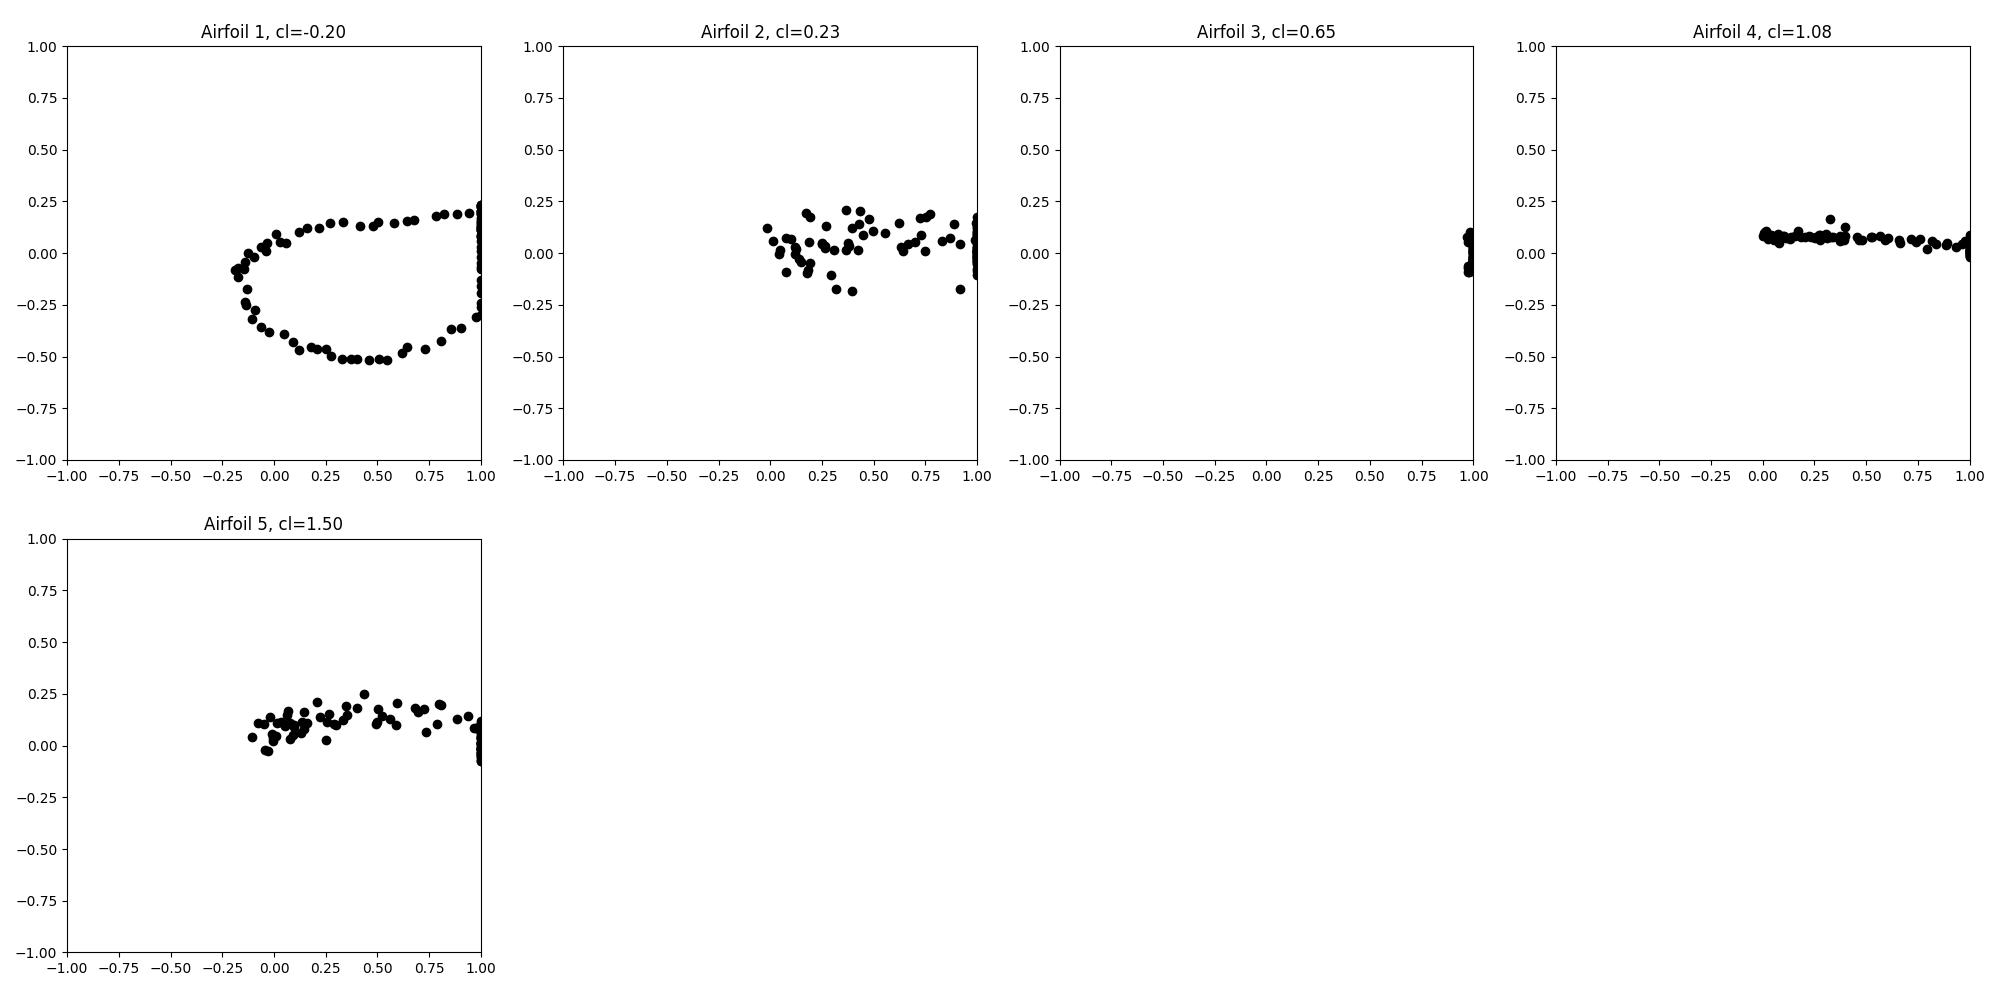 Airfoil 1, cl=-0.20
Airfoil 2, cl=0.23
Airfoil 3, cl=0.65
Airfoil 4, cl=1.08
1.00 1.00 1.00 1.00
0.75 0.75 0.75 0.75
0.50 0.50 0.50 0.50
0.25 0.25 0.25 0.25
0.00 0.00 0.00 0.00
−0.25 −0.25 −0.25 −0.25
−0.50 −0.50 −0.50 −0.50
−0.75 −0.75 −0.75 −0.75
−1.00 −1.00 −1.00 −1.00
−1.00 −0.75 −0.50 −0.25 0.00 0.25 0.50 0.75 1.00
−1.00 −0.75 −0.50 −0.25 0.00 0.25 0.50 0.75 1.00
−1.00 −0.75 −0.50 −0.25 0.00 0.25 0.50 0.75 1.00
−1.00 −0.75 −0.50 −0.25 0.00 0.25 0.50 0.75 1.00
Airfoil 5, cl=1.50
1.00
0.75
0.50
0.25
0.00
−0.25
−0.50
−0.75
−1.00
−1.00 −0.75 −0.50 −0.25 0.00 0.25 0.50 0.75 1.00